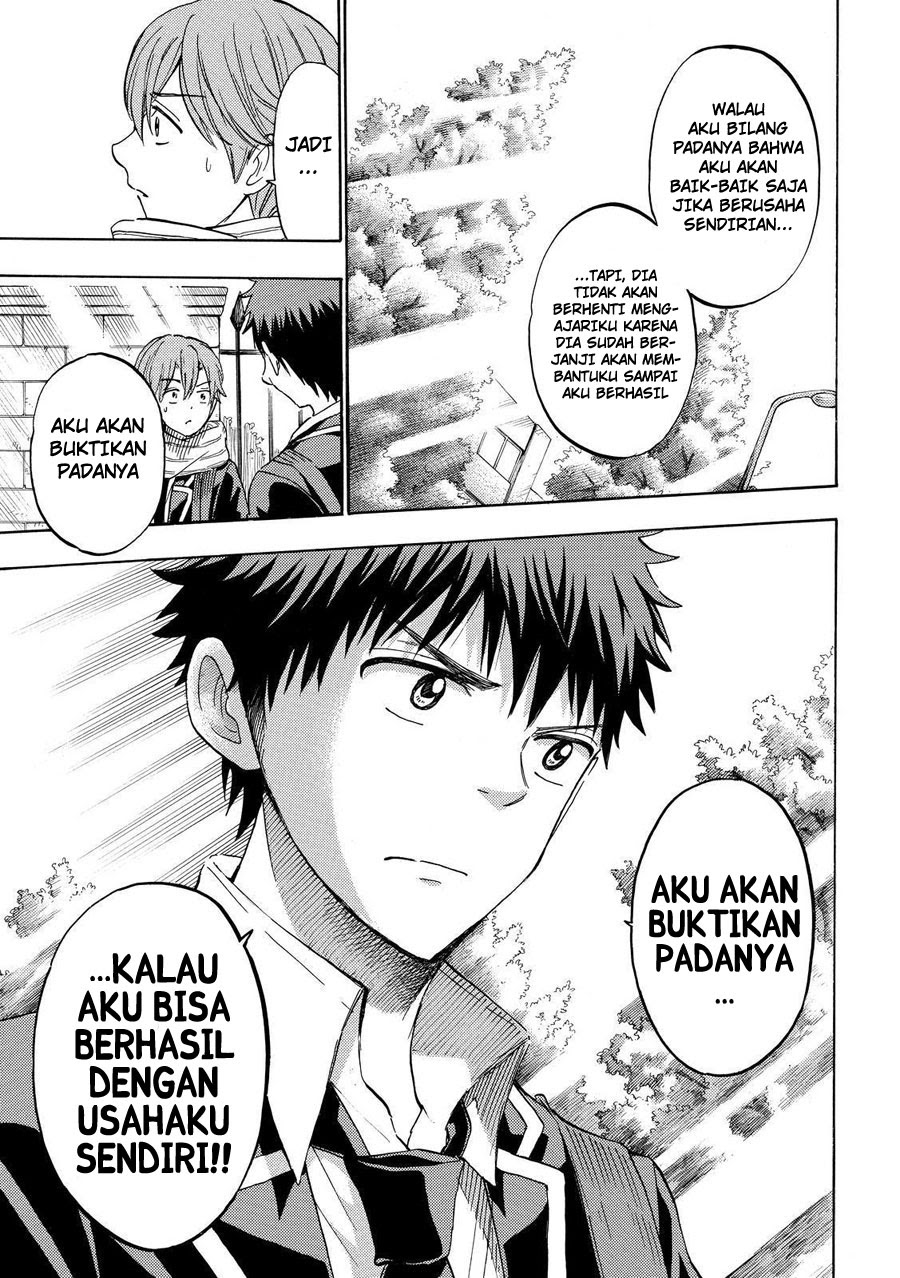 WALAU
AKU BILANG
PADANYA BAHWA
AKU AKAN
BAIK-BAIK SAJA
JIKA BERUSAHA
SENDIRIAN...
...TAPI, DIA
TIDAK AKAN
BERHENTI MENG-
AJARIKU KARENA
DIA SUDAH BER-
JANJI AKAN MEM-
BANTUKU SAMPAI
AKU BERHASIL
JADI
...
AKU AKAN
BUKTIKAN
PADANYA
AKU AKAN
BUKTIKAN
PADANYA
...
...KALAU
AKU BISA
BERHASIL
DENGAN
USAHAKU
SENDIRI!!